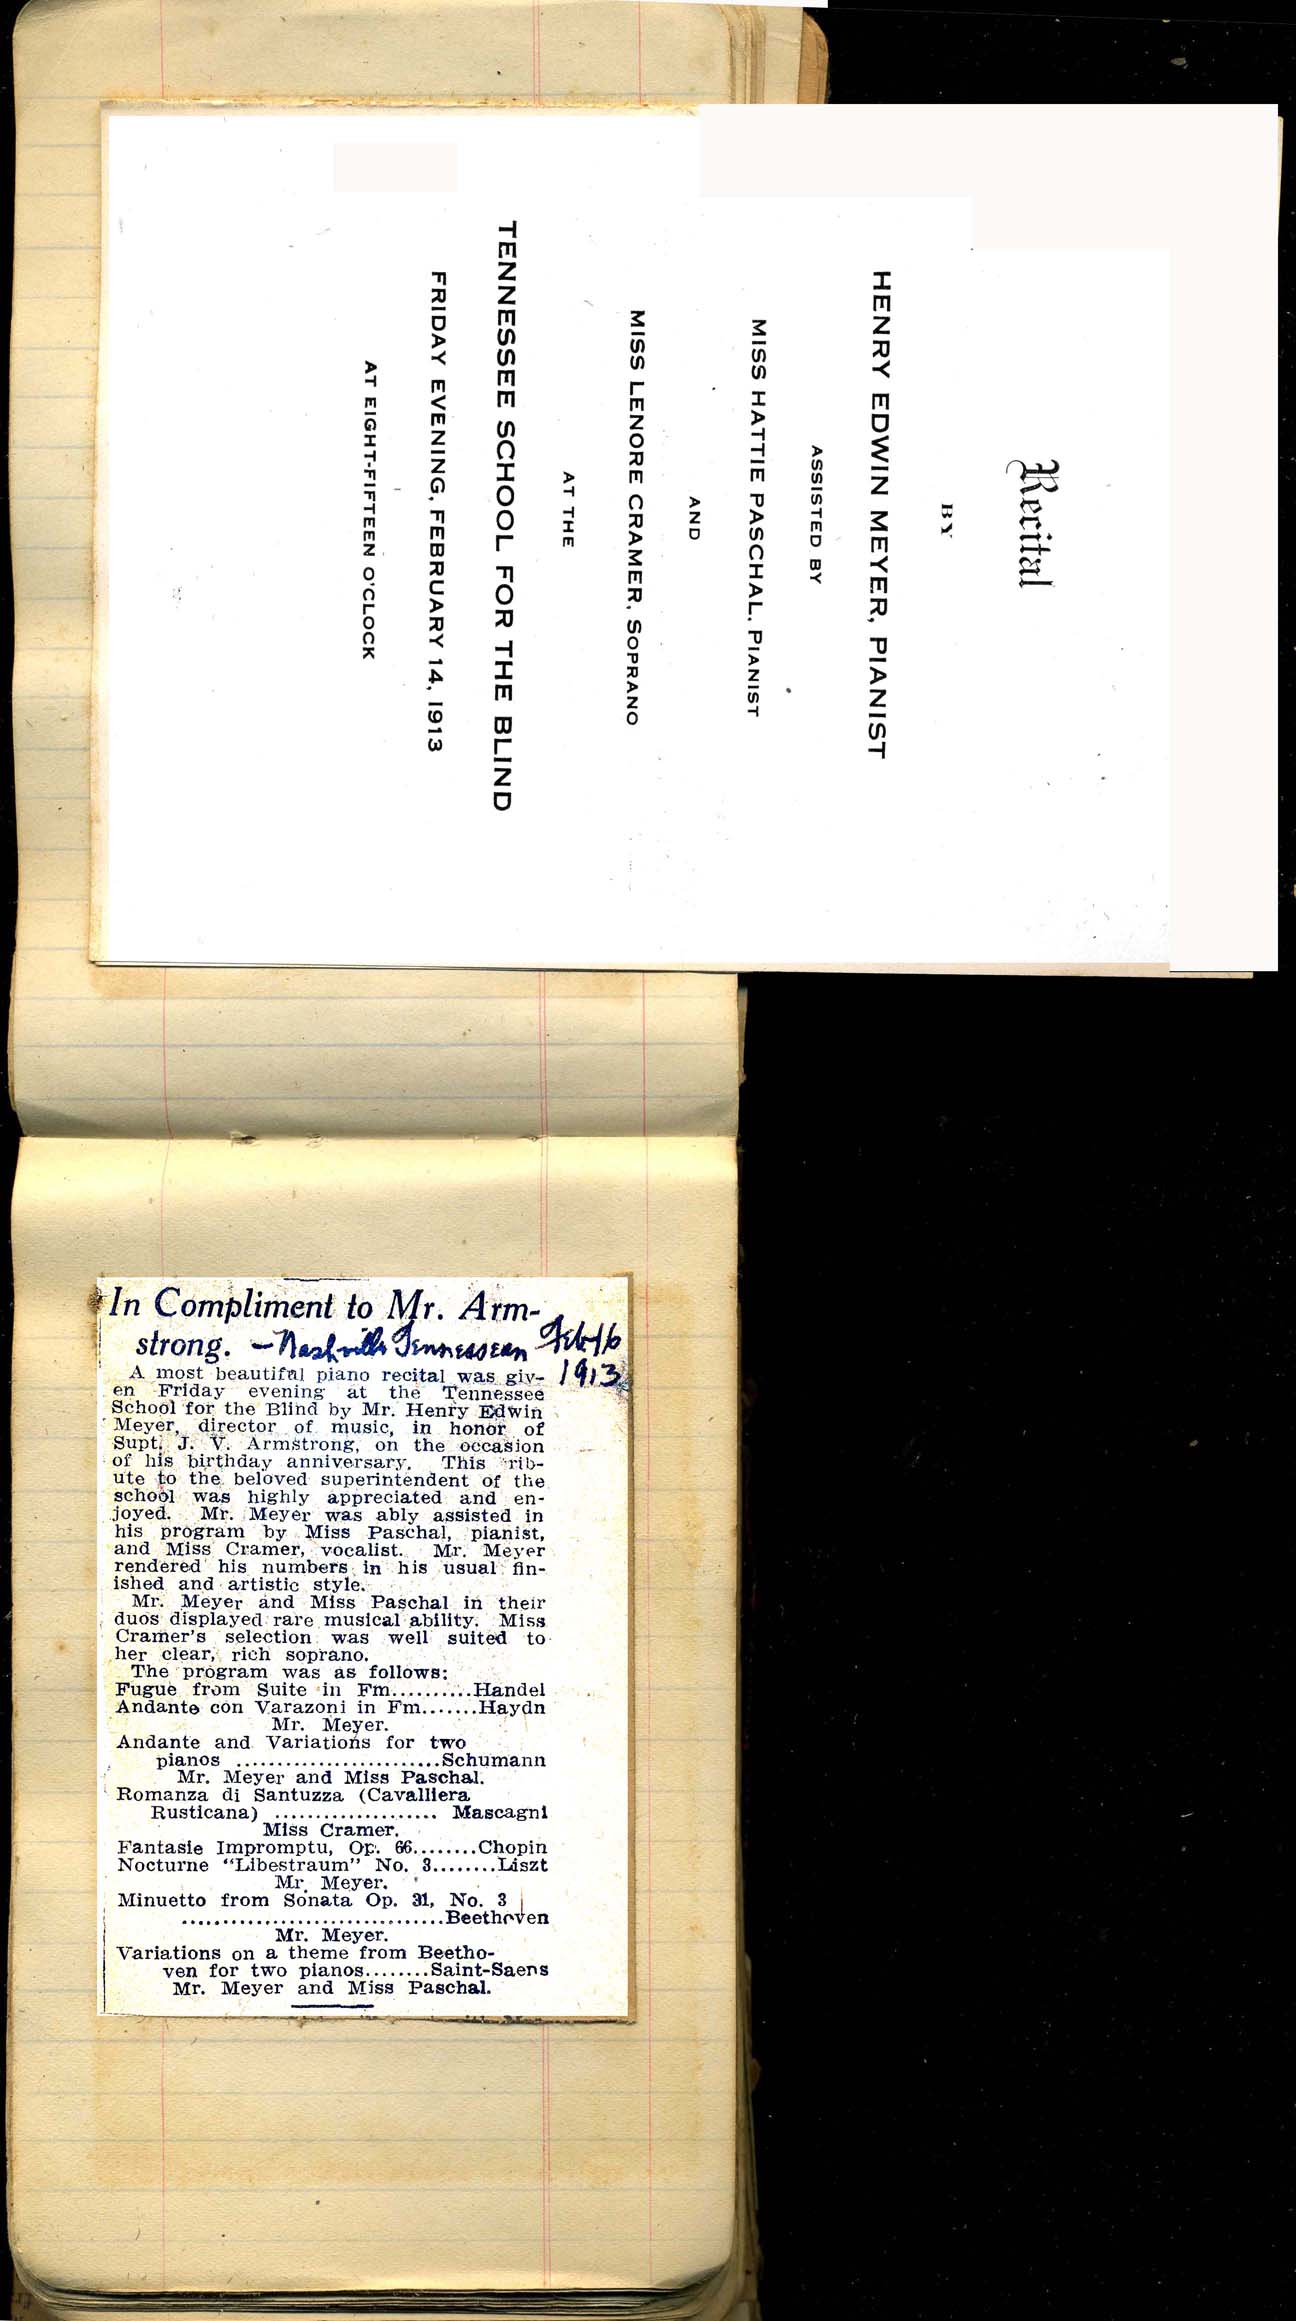 Recital
BY
HENRY EDWIN MEYER, PIANIST
ASSISTED BY
MISS HATTIE PASCHAL, PIANIST
AND
MISS LENORE CRAMER, SOPRANO
AT THE
TENNESSEE SCHOOL FOR THE BLIND
FRIDAY EVENING, FEBRUARY 14, 1913
AT EIGHT-FIFTEEN O'CLOCK
In Compliment to Mr. Arm-
strong. — Nashville Tennessean Feb 16
1913
A most beautiful piano recital was giv-
en Friday evening at the Tennessee
School for the Blind by Mr. Henry Edwin
Meyer, director of music, in honor of
Supt. J. V. Armstrong, on the occasion
of his birthday anniversary. This trib-
ute to the beloved superintendent of the
school was highly appreciated and en-
joyed. Mr. Meyer was ably assisted in
his program by Miss Paschal, pianist,
and Miss Cramer, vocalist. Mr. Meyer
rendered his numbers in his usual fin-
ished and artistic style.
Mr. Meyer and Miss Paschal in their
duos displayed rare musical ability. Miss
Cramer's selection was well suited to
her clear, rich soprano.
The program was as follows:
Fugue from Suite in Fm..........Handel
Andante con Varazoni in Fm.......Haydn
Mr. Meyer.
Andante and Variations for two
pianos .........................Schumann
Mr. Meyer and Miss Paschal.
Romanza di Santuzza (Cavalliera
Rusticana) .................... Mascagni
Miss Cramer.
Fantasie Impromptu, Op. 66........Chopin
Nocturne "Libestraum" No. 3........Liszt
Mr. Meyer.
Minuetto from Sonata Op. 31, No. 3
................................Beethoven
Mr. Meyer.
Variations on a theme from Beetho-
ven for two pianos........Saint-Saens
Mr. Meyer and Miss Paschal.